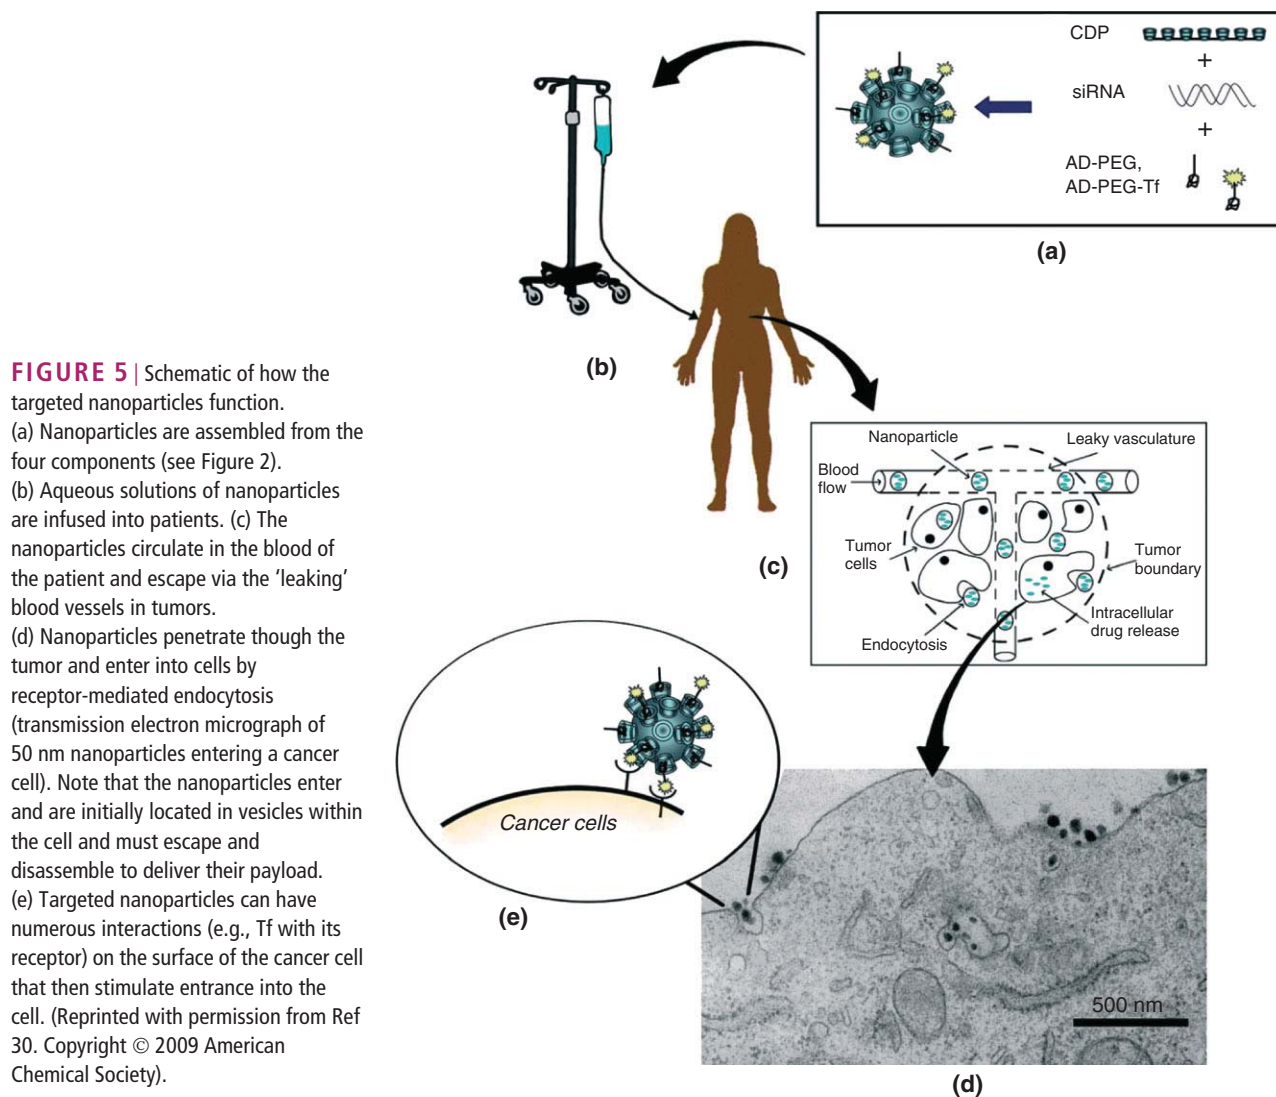 CDP
+
siRNA
+
AD-PEG,
AD-PEG-Tf
(a)
(b)
FIGURE 5 | Schematic of how the
targeted nanoparticles function.
(a) Nanoparticles are assembled from the
four components (see Figure 2).
(b) Aqueous solutions of nanoparticles
are infused into patients. (c) The
nanoparticles circulate in the blood of
the patient and escape via the ‘leaking’
blood vessels in tumors.
(d) Nanoparticles penetrate though the
tumor and enter into cells by
receptor-mediated endocytosis
(transmission electron micrograph of
50 nm nanoparticles entering a cancer
cell). Note that the nanoparticles enter
and are initially located in vesicles within
the cell and must escape and
disassemble to deliver their payload.
(e) Targeted nanoparticles can have
numerous interactions (e.g., Tf with its
receptor) on the surface of the cancer cell
that then stimulate entrance into the
cell. (Reprinted with permission from Ref
30. Copyright © 2009 American
Chemical Society).
Nanoparticle
Leaky vasculature
Blood
flow
Tumor
cells
Tumor
boundary
Endocytosis
Intracellular
drug release
(c)
Cancer cells
(e)
500 nm
(d)